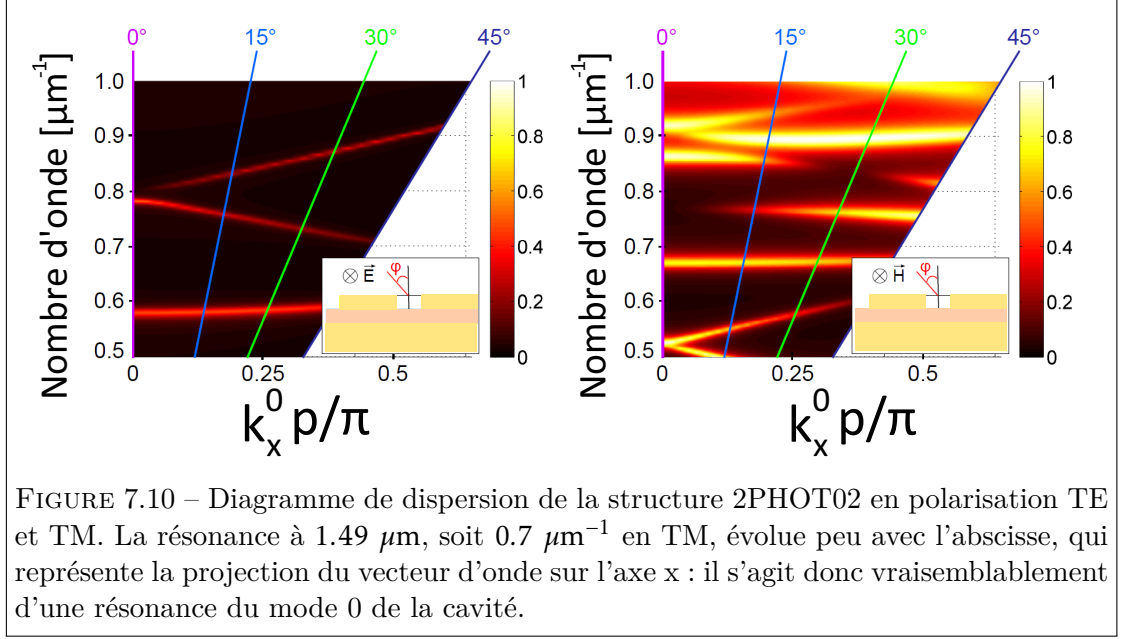 0° 15° 30° 45°
Nombre d'onde [µm⁻¹]
1.0
0.9
0.8
0.7
0.6
0.5
0 0.25 0.5
k_x^0 p/π
1
0.8
0.6
0.4
0.2
0
⊗ E⃗ φ
0° 15° 30° 45°
Nombre d'onde [µm⁻¹]
1.0
0.9
0.8
0.7
0.6
0.5
0 0.25 0.5
k_x^0 p/π
1
0.8
0.6
0.4
0.2
0
⊗ H⃗ φ
FIGURE 7.10 – Diagramme de dispersion de la structure 2PHOT02 en polarisation TE
et TM. La résonance à 1.49 µm, soit 0.7 µm⁻¹ en TM, évolue peu avec l'abscisse, qui
représente la projection du vecteur d'onde sur l'axe x : il s'agit donc vraisemblablement
d'une résonance du mode 0 de la cavité.